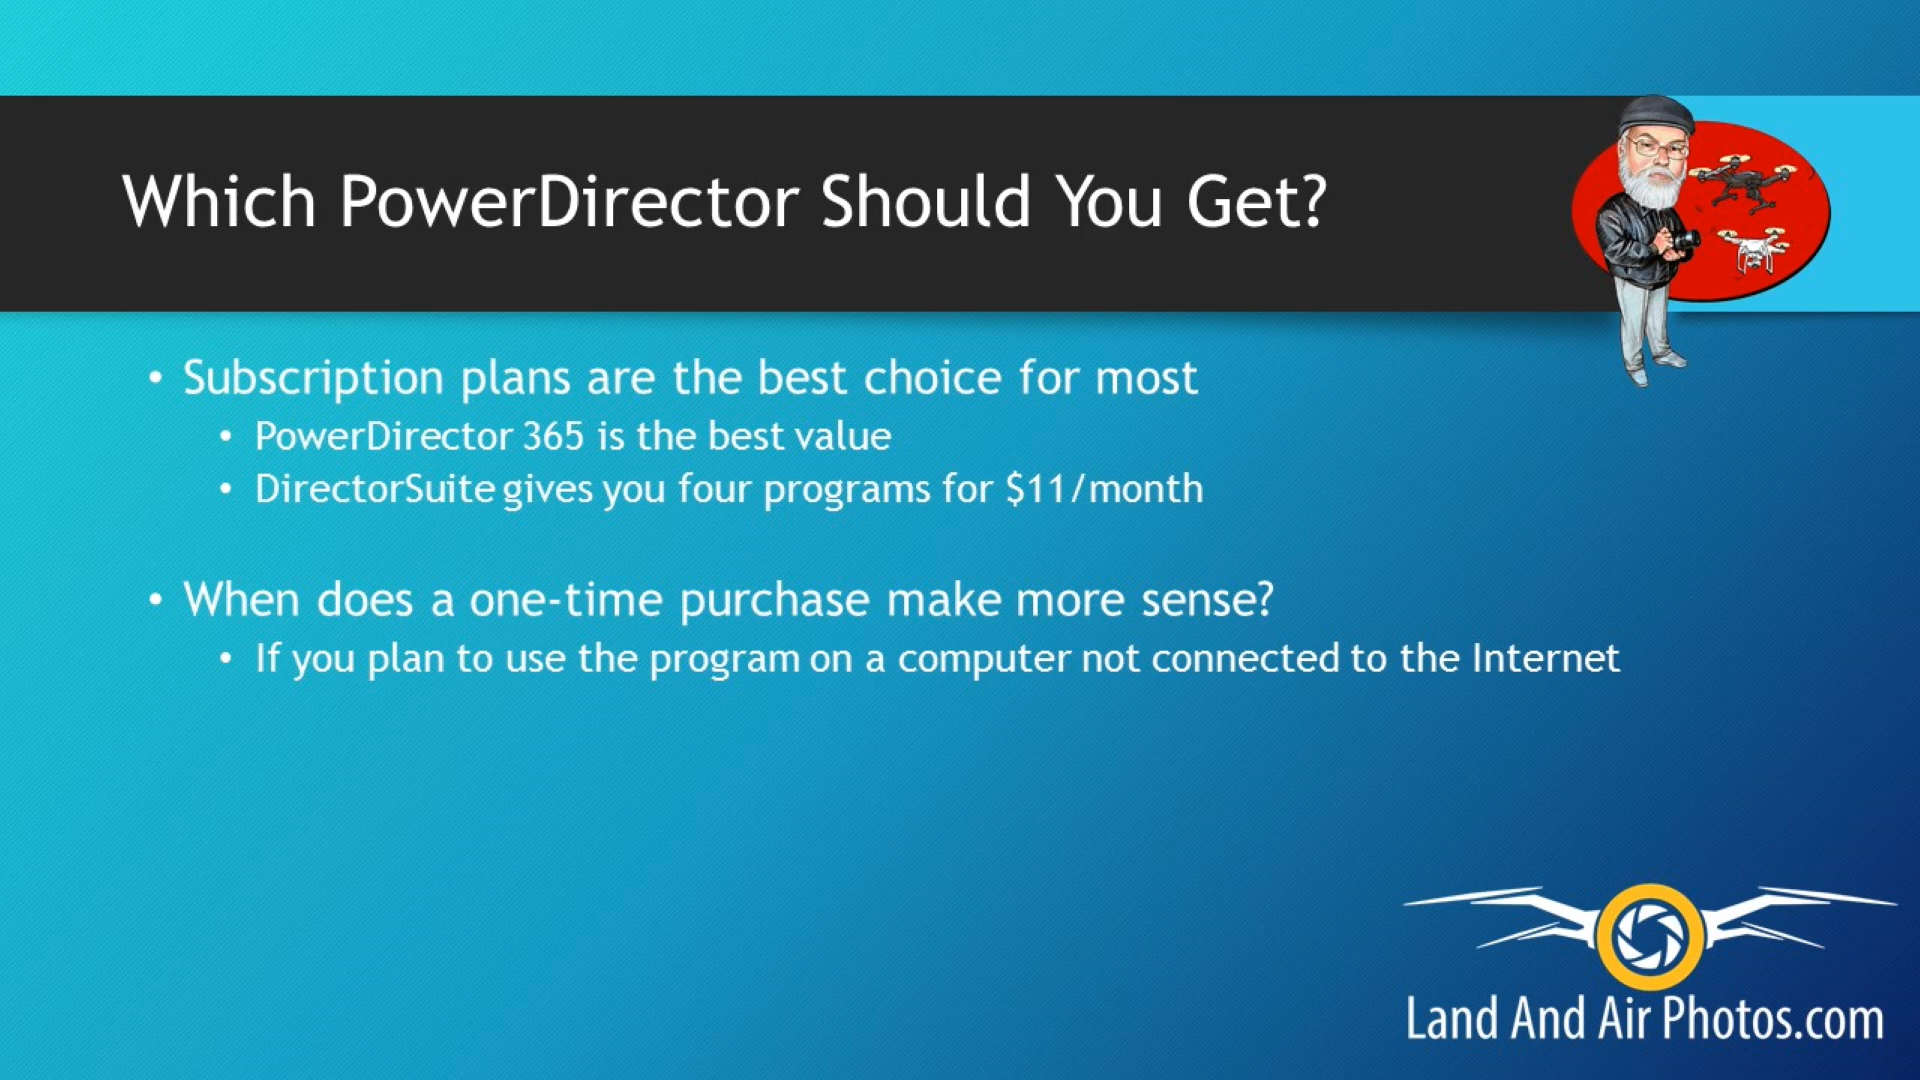 Which PowerDirector Should You Get?
• Subscription plans are the best choice for most
• PowerDirector 365 is the best value
• DirectorSuite gives you four programs for $11/month
• When does a one-time purchase make more sense?
• If you plan to use the program on a computer not connected to the Internet
Land And Air Photos.com